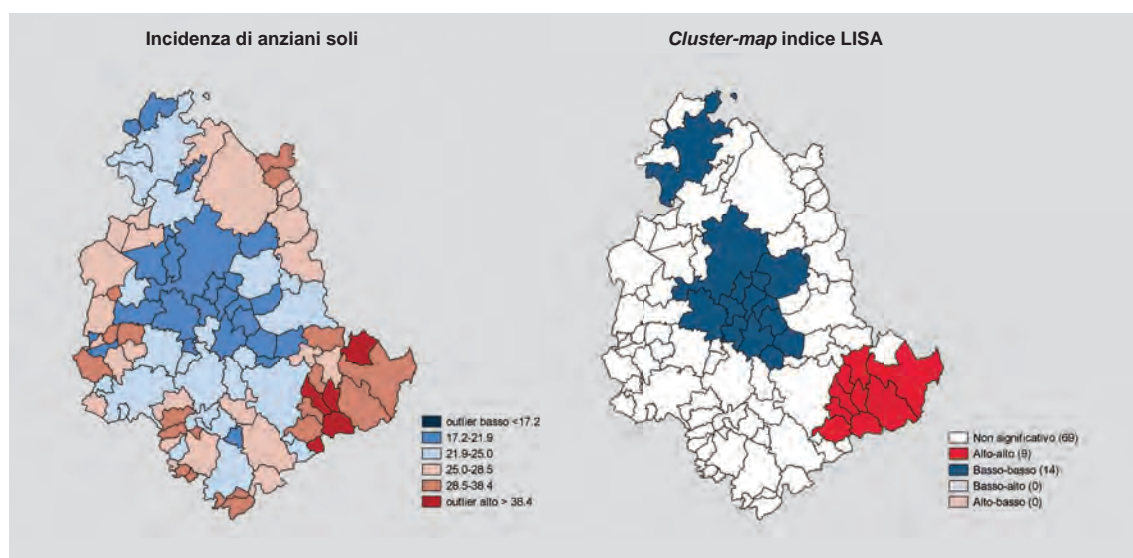 Incidenza di anziani soli
Cluster-map indice LISA
outlier basso <17.2
17.2-21.9
21.9-25.0
25.0-28.5
28.5-38.4
outlier alto > 38.4
Non significativo (69)
Alto-alto (9)
Basso-basso (14)
Basso-alto (0)
Alto-basso (0)